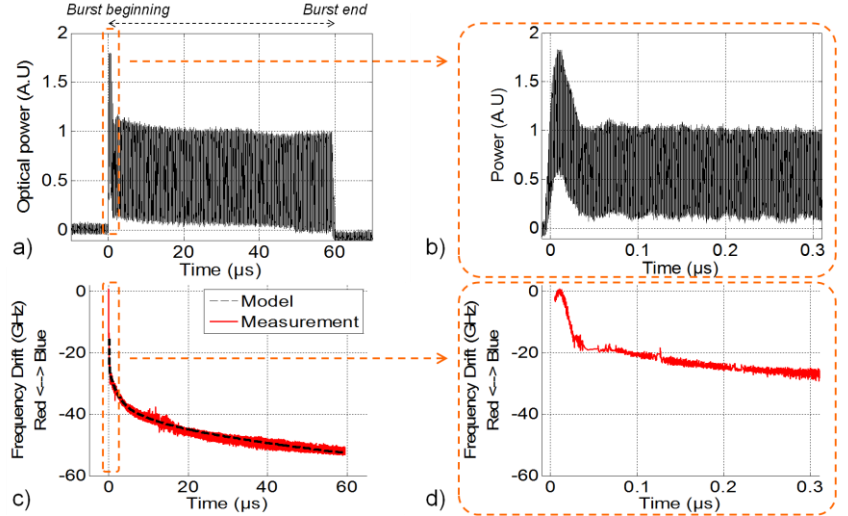 Burst beginning
Burst end
2
1.5
1
0.5
0
Optical power (A.U)
0
20
40
60
Time (µs)
a)
2
1.5
1
0.5
0
Power (A.U)
0
0.1
0.2
0.3
Time (µs)
b)
0
-20
-40
-60
Frequency Drift (GHz)
Red <--> Blue
Model
Measurement
0
20
40
60
Time (µs)
c)
0
-20
-40
-60
Frequency Drift (GHz)
Red <--> Blue
0
0.1
0.2
0.3
Time (µs)
d)